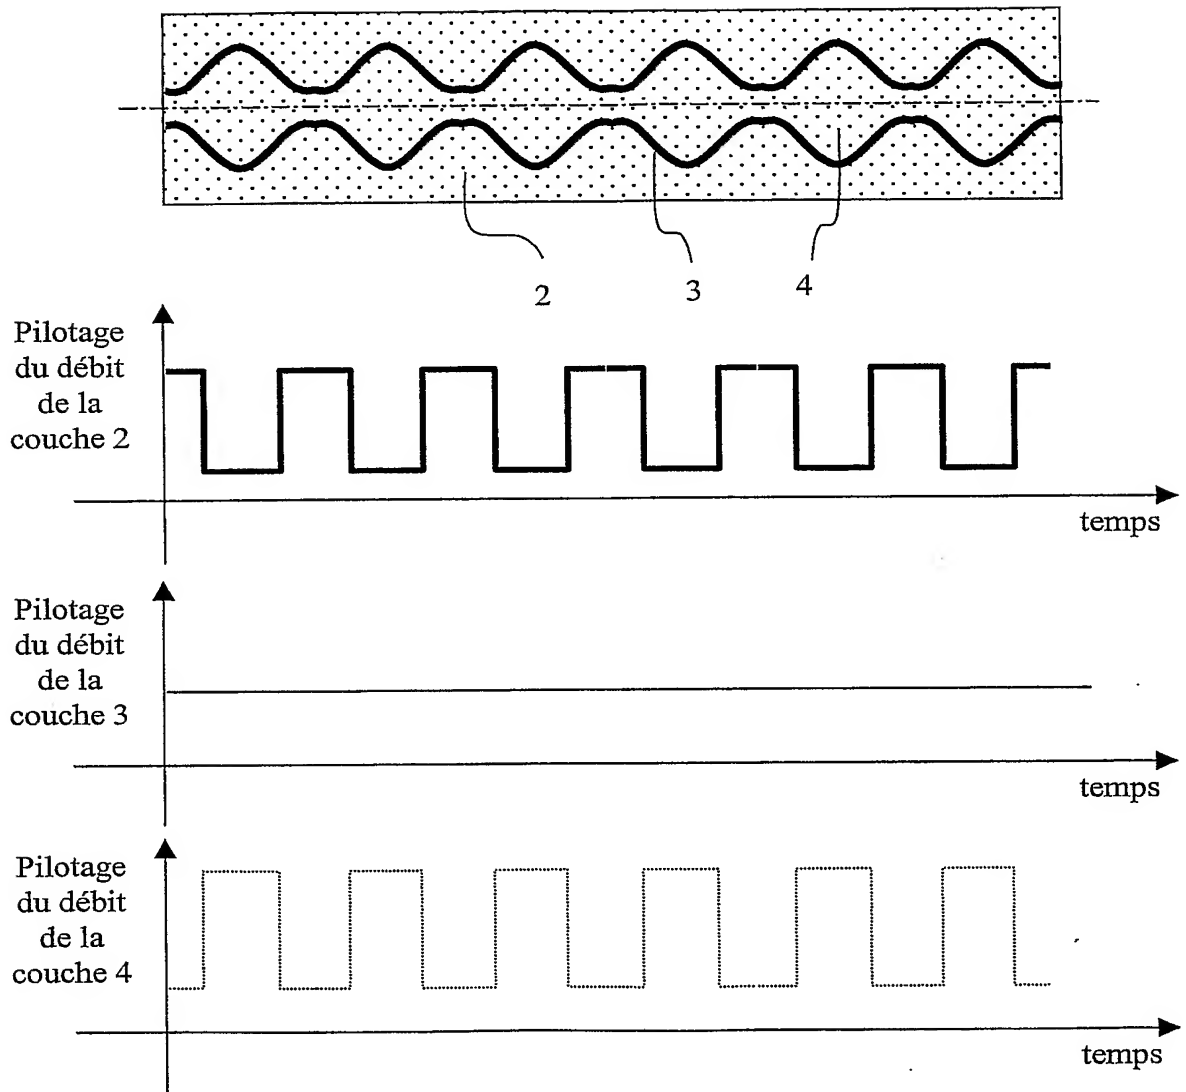 2
3
4
Pilotage
du débit
de la
couche 2
temps
Pilotage
du débit
de la
couche 3
temps
Pilotage
du débit
de la
couche 4
temps